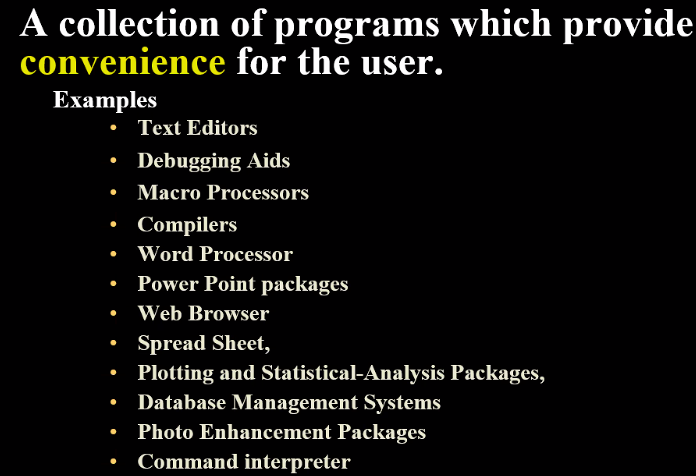 A collection of programs which provide
convenience for the user.
Examples
• Text Editors
• Debugging Aids
• Macro Processors
• Compilers
• Word Processor
• Power Point packages
• Web Browser
• Spread Sheet,
• Plotting and Statistical-Analysis Packages,
• Database Management Systems
• Photo Enhancement Packages
• Command interpreter